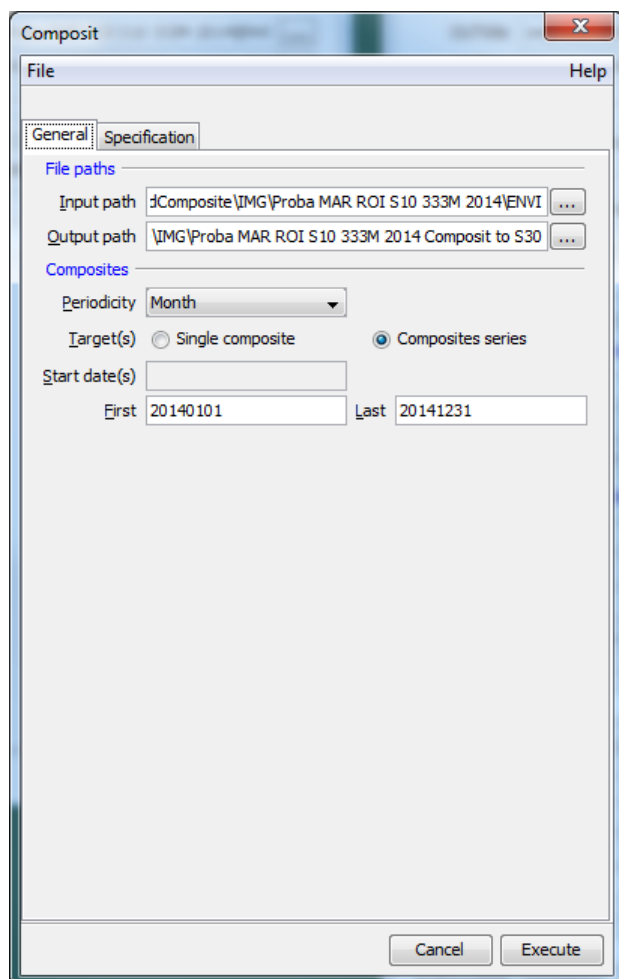 Composit
File Help
General Specification
File paths
Input path dComposite\IMG\Proba MAR ROI S10 333M 2014\ENVI ...
Output path \IMG\Proba MAR ROI S10 333M 2014 Composit to S30 ...
Composites
Periodicity Month
Target(s) Single composite Composites series
Start date(s)
First 20140101 Last 20141231
Cancel Execute